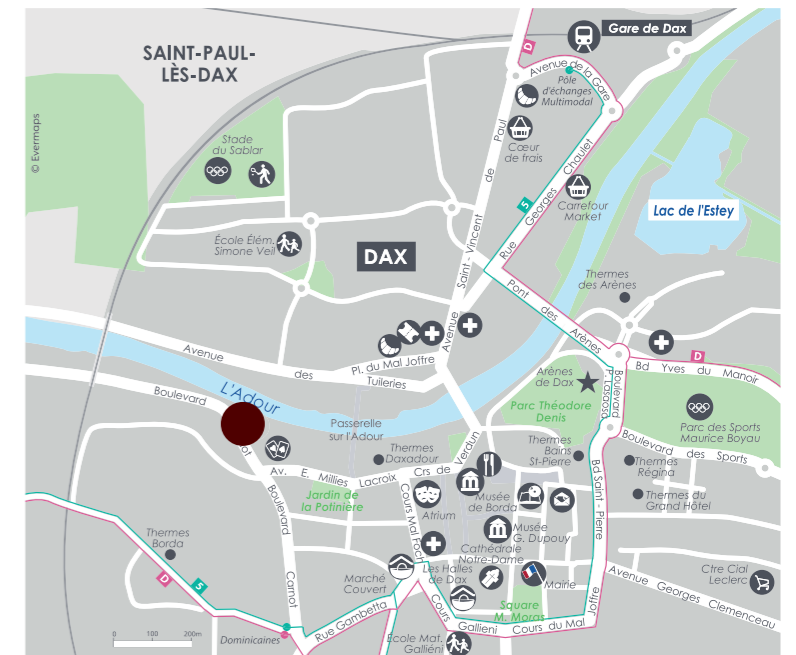 Gare de Dax
SAINT-PAUL-
LÈS-DAX
D
Avenue de la Gare
Pôle
d'échanges
Multimodal
© Evermaps
Stade
du Sablar
Cœur
de frais
Avenue Saint-Vincent de Paul
Rue Georges Chaulet
5
Carrefour
Market
Lac de l'Estey
École Élém.
Simone Veil
DAX
Thermes
des Arènes
Pont des Arènes
Avenue des Tuileries
Pl. du Mal Joffre
D
Bd Yves du Manoir
Boulevard
L'Adour
Arènes
de Dax
Boulevard
P. Lasaosa
Parc Théodore
Denis
Parc des Sports
Maurice Boyau
Passerelle
sur l'Adour
Thermes
Daxadour
Crs de Verdun
Thermes
Bains
St-Pierre
Boulevard des Sports
Thermes
Régina
Av. E. Millies Lacroix
Thermes du
Grand Hôtel
Jardin de
la Potinière
Boulevard Carnot
Cours Mal Foch
Atrium
Musée
de Borda
Bd Saint-Pierre
Musée
G. Dupouy
Thermes
Borda
Cathédrale
Notre-Dame
D
5
Marché
Couvert
Les Halles
de Dax
Mairie
Ctre Cial
Leclerc
Avenue Georges Clemenceau
Square
M. Moras
Rue Gambetta
Cours Gallieni
Cours du Mal Joffre
Dominicaines
École Mat.
Galliéni
0 100 200m